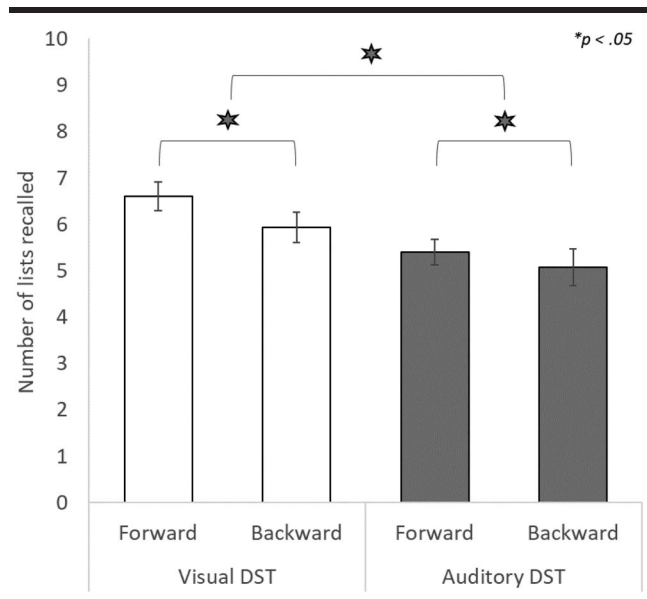 *p < .05
Number of lists recalled
10
9
8
7
6
5
4
3
2
1
0
Forward Backward Forward Backward
Visual DST Auditory DST